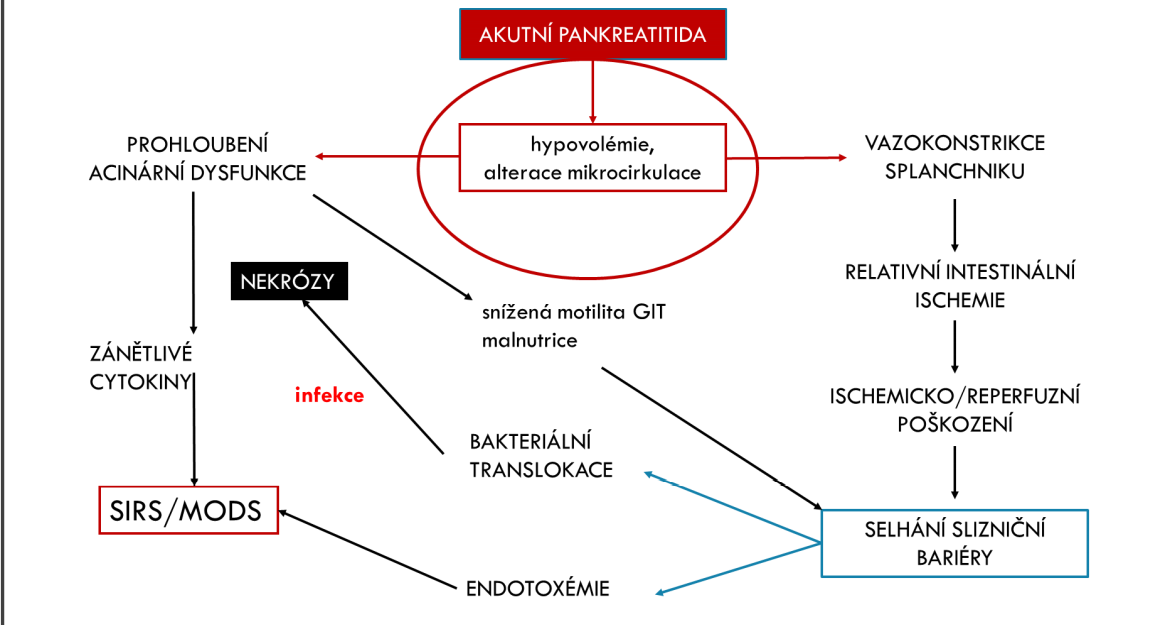 AKUTNÍ PANKREATITIDA
hypovolémie,
alterace mikrocirkulace
PROHLOUBENÍ
ACINÁRNÍ DYSFUNKCE
VAZOKONSTRIKCE
SPLANCHNIKU
NEKRÓZY
RELATIVNÍ INTESTINÁLNÍ
ISCHEMIE
snížená motilita GIT
malnutrice
ZÁNĚTLIVÉ
CYTOKINY
infekce
ISCHEMICKO/REPERFUZNÍ
POŠKOZENÍ
BAKTERIÁLNÍ
TRANSLOKACE
SIRS/MODS
SELHÁNÍ SLIZNIČNÍ
BARIÉRY
ENDOTOXÉMIE